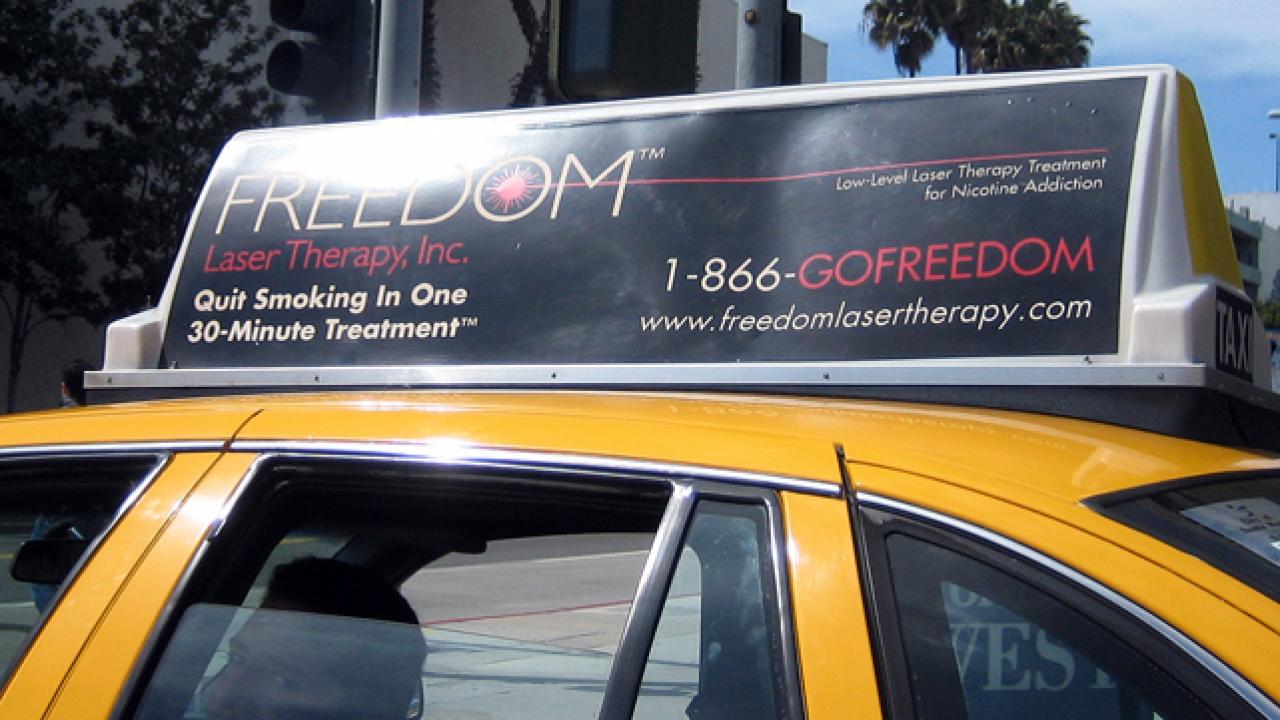 FREEDOM™
Laser Therapy, Inc.
Quit Smoking In One
30-Minute Treatment™
Low-Level Laser Therapy Treatment
for Nicotine Addiction
1-866-GOFREEDOM
www.freedomlasertherapy.com
TAXI